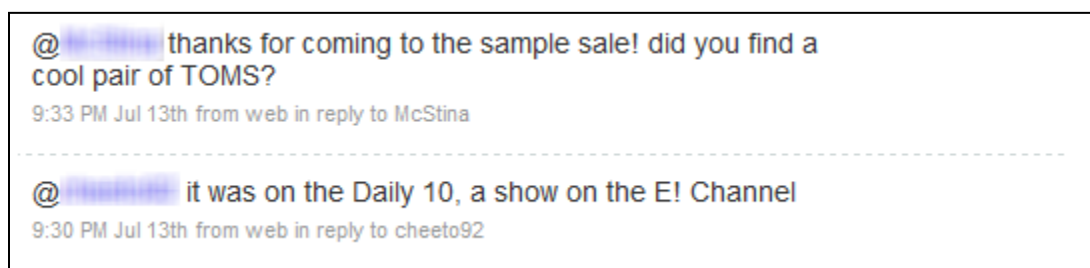 @ thanks for coming to the sample sale! did you find a
cool pair of TOMS?
9:33 PM Jul 13th from web in reply to McStina
@ it was on the Daily 10, a show on the E! Channel
9:30 PM Jul 13th from web in reply to cheeto92